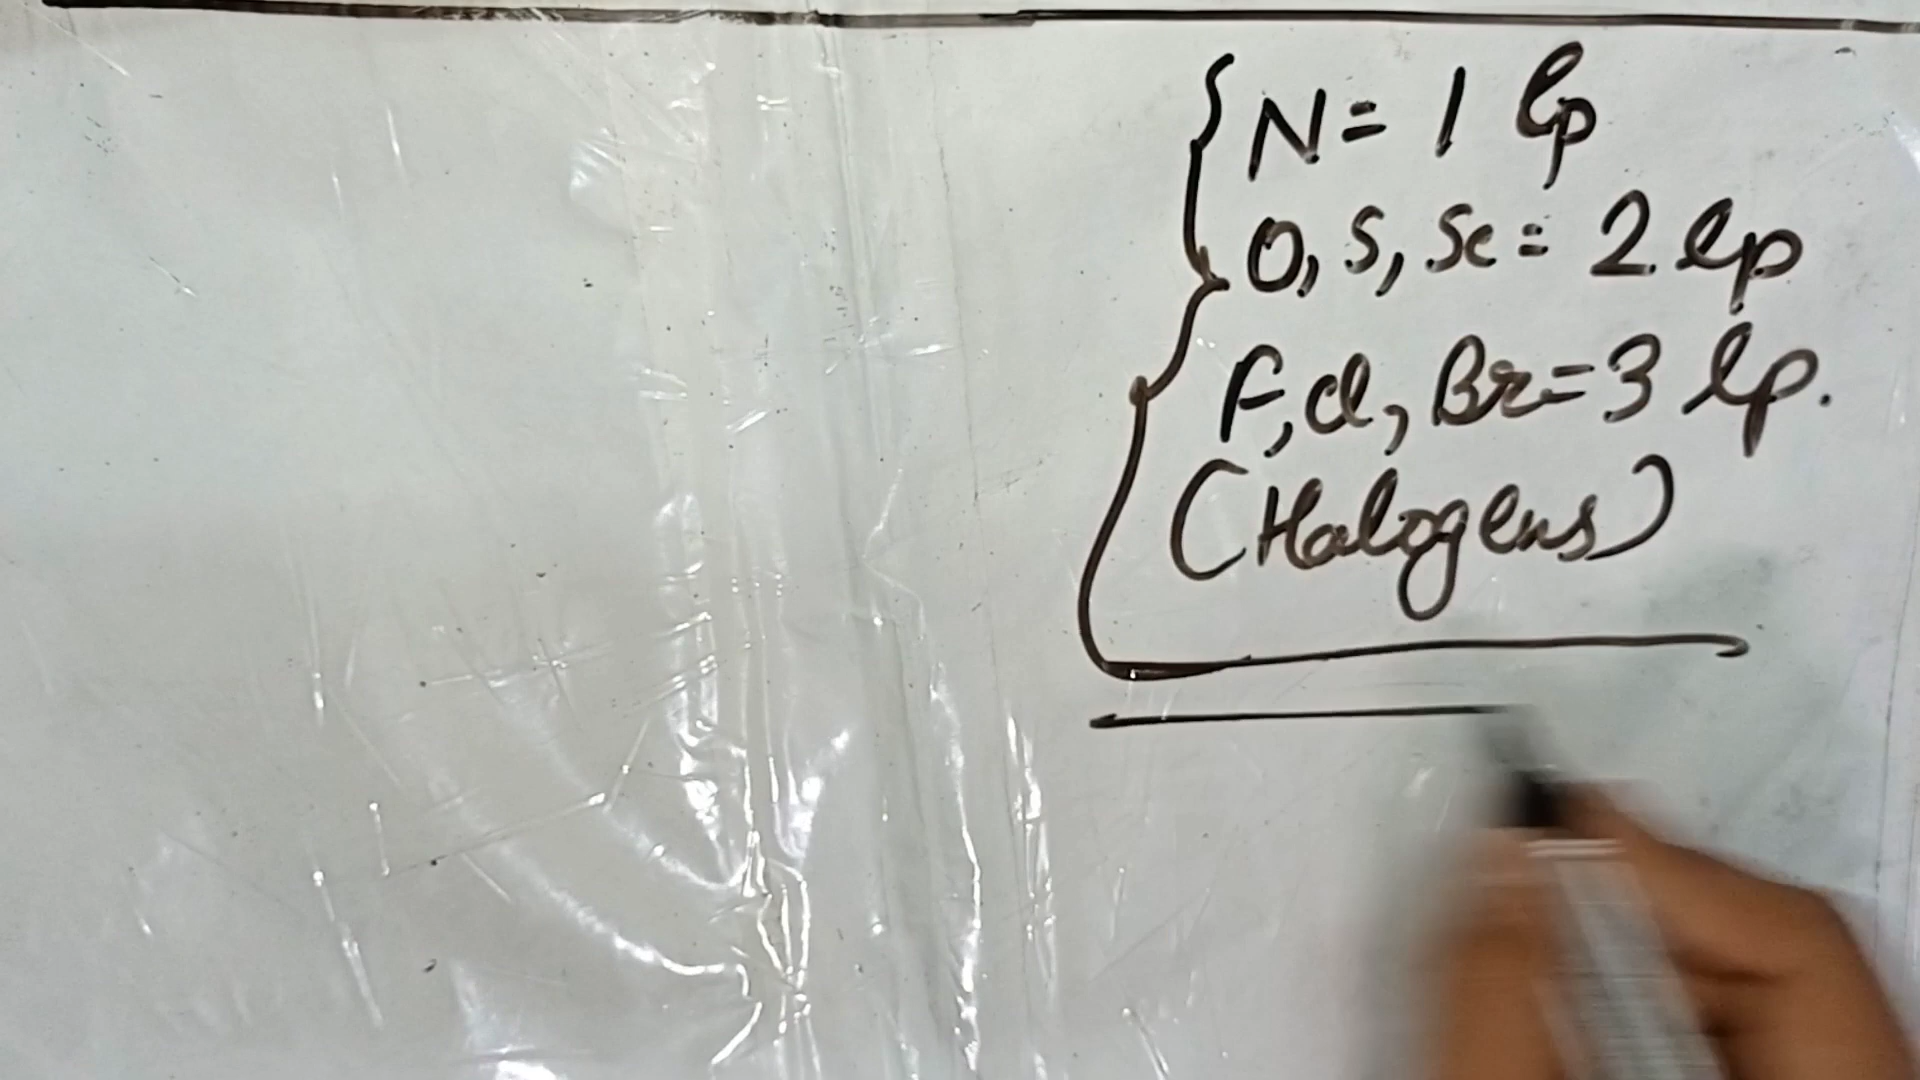 N = 1 lp
O, S, Se = 2 lp
F, Cl, Br = 3 lp.
(Halogens)